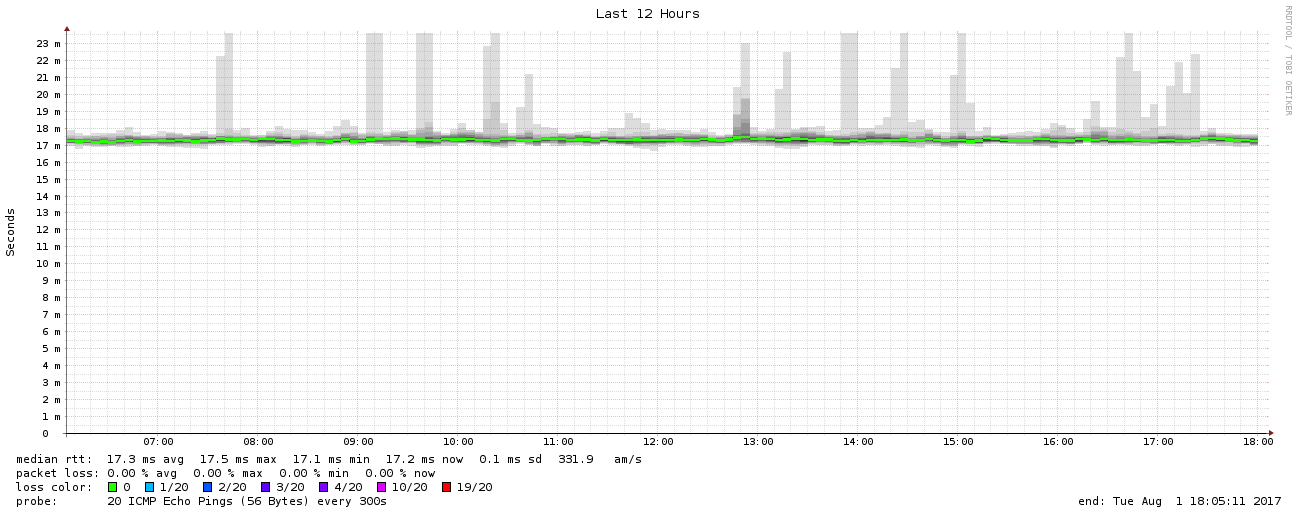 Last 12 Hours
RRDTOOL / TOBI OETIKER
Seconds
23 m
22 m
21 m
20 m
19 m
18 m
17 m
16 m
15 m
14 m
13 m
12 m
11 m
10 m
9 m
8 m
7 m
6 m
5 m
4 m
3 m
2 m
1 m
0
07:00 08:00 09:00 10:00 11:00 12:00 13:00 14:00 15:00 16:00 17:00 18:00
median rtt: 17.3 ms avg 17.5 ms max 17.1 ms min 17.2 ms now 0.1 ms sd 331.9 am/s
packet loss: 0.00 % avg 0.00 % max 0.00 % min 0.00 % now
loss color: 0 1/20 2/20 3/20 4/20 10/20 19/20
probe: 20 ICMP Echo Pings (56 Bytes) every 300s end: Tue Aug 1 18:05:11 2017